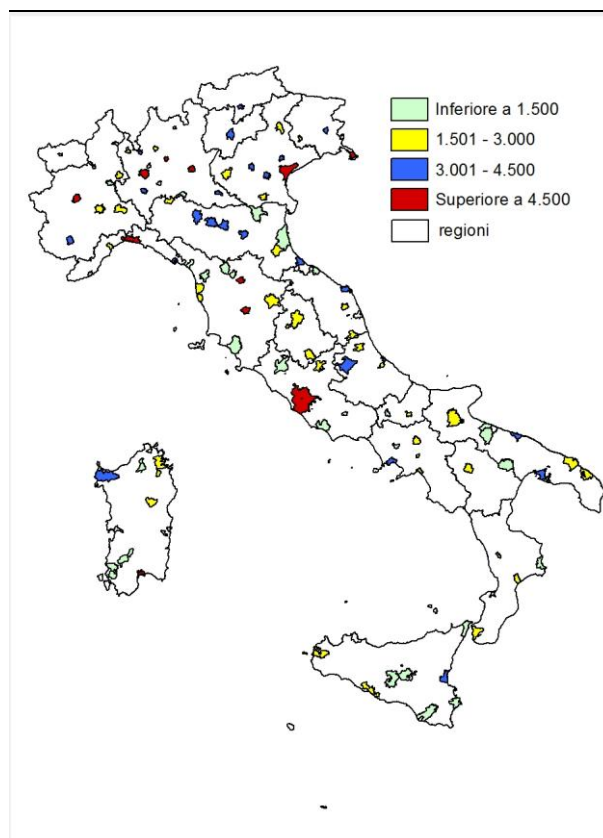 Inferiore a 1.500
1.501 - 3.000
3.001 - 4.500
Superiore a 4.500
regioni